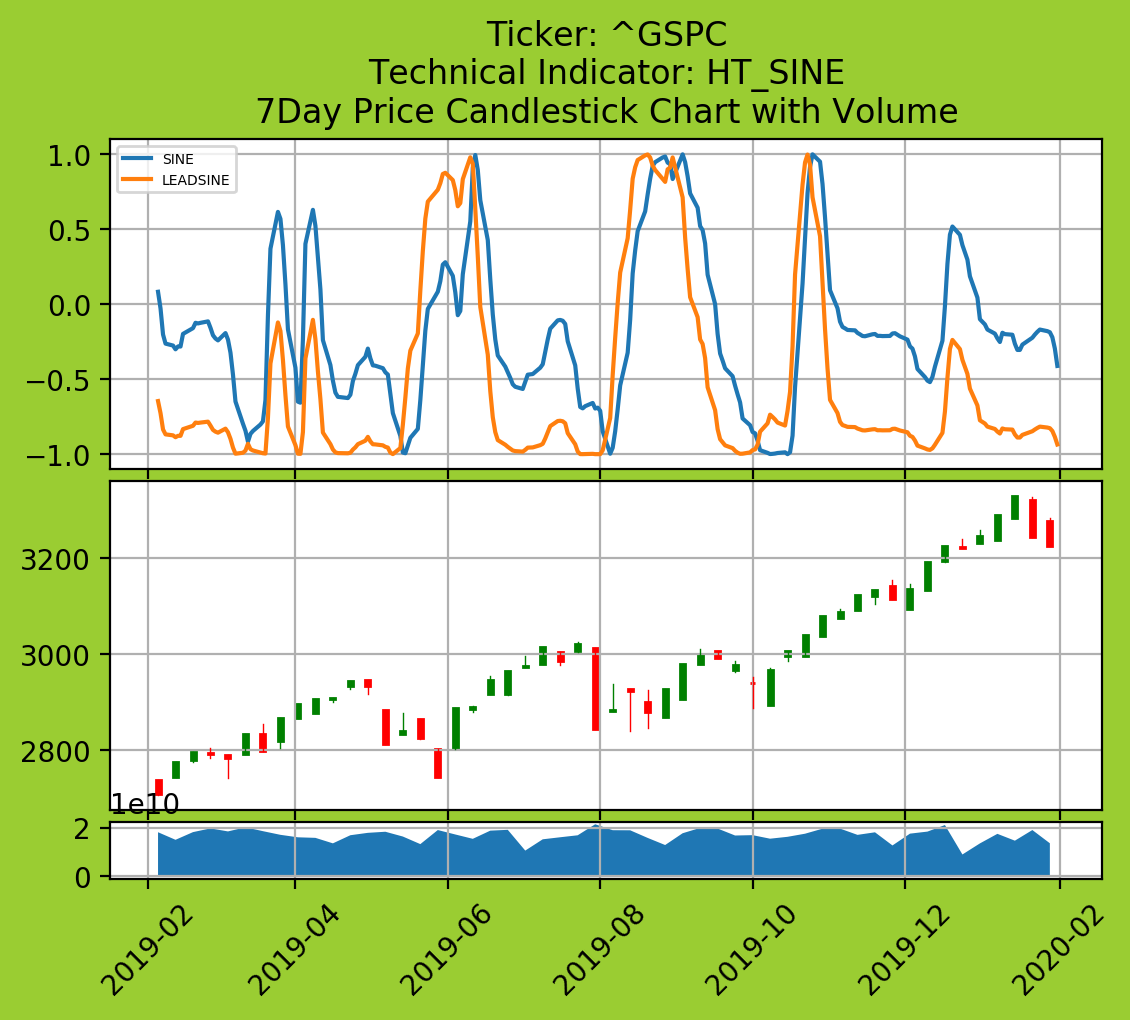 Ticker: ^GSPC
Technical Indicator: HT_SINE
7Day Price Candlestick Chart with Volume
SINE
LEADSINE
1.0
0.5
0.0
−0.5
−1.0
3200
3000
2800
1e10
2
0
2019-02
2019-04
2019-06
2019-08
2019-10
2019-12
2020-02